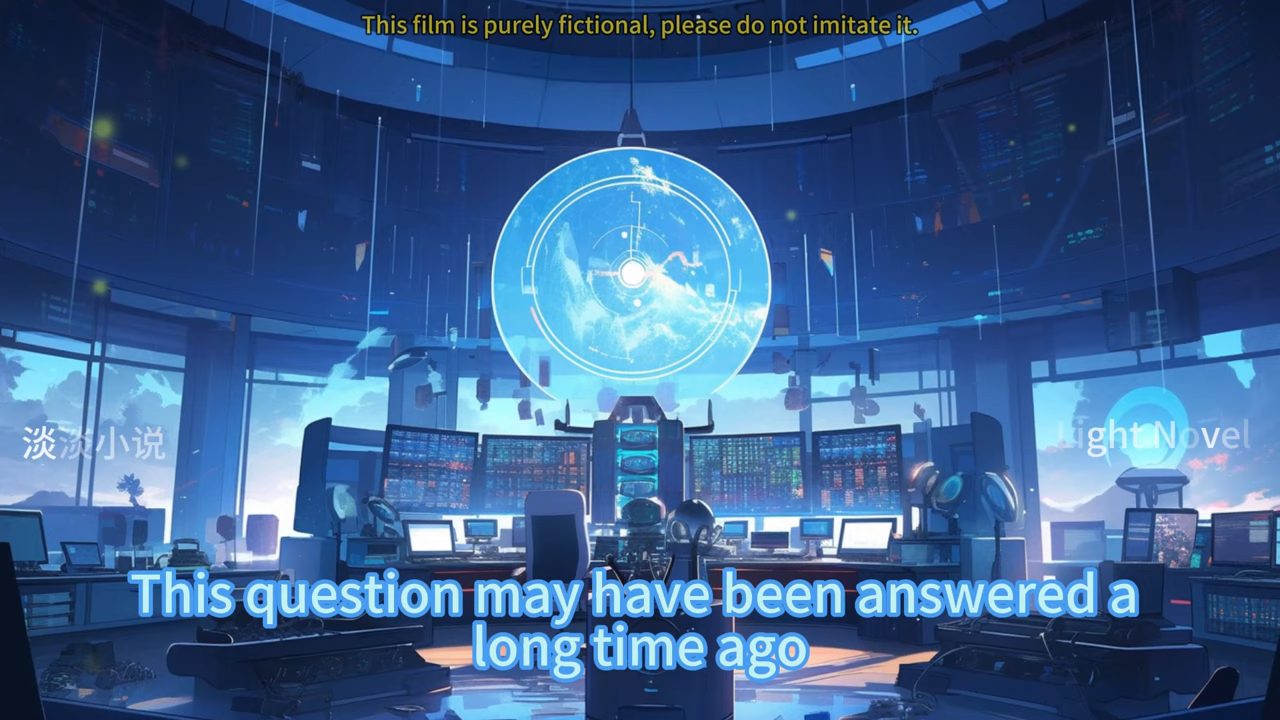 This film is purely fictional, please do not imitate it.
淡淡小说
ight Novel
This question may have been answered a
long time ago